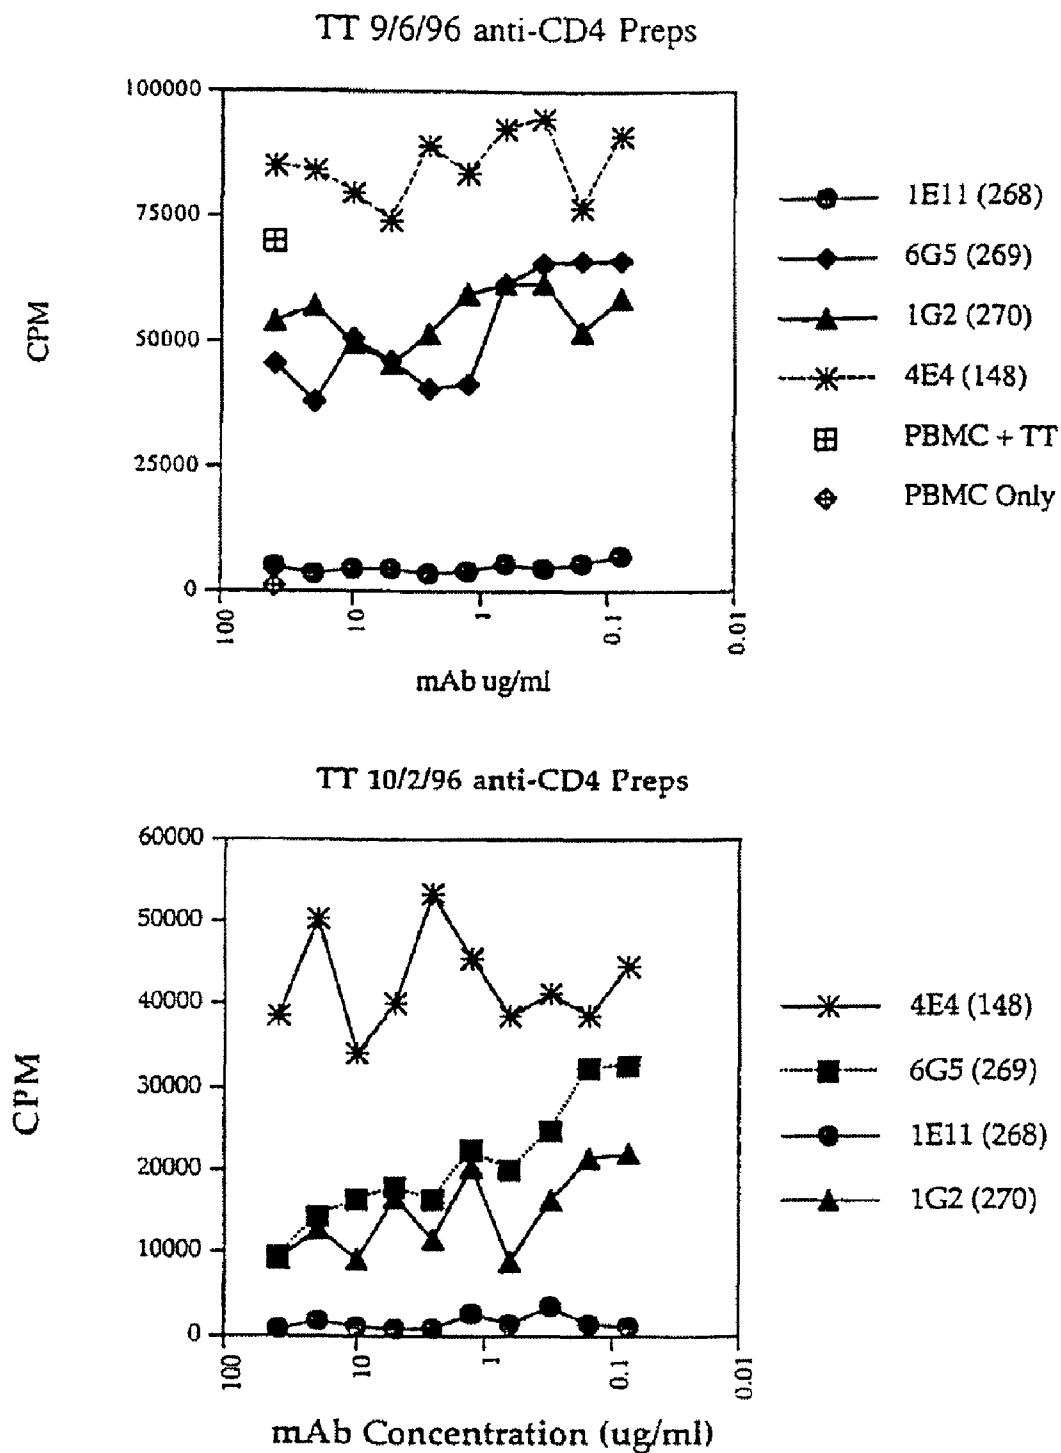 TT 9/6/96 anti-CD4 Preps
100000
75000
50000
25000
0
CPM
100
10
1
0.1
0.01
mAb ug/ml
1E11 (268)
6G5 (269)
1G2 (270)
4E4 (148)
PBMC + TT
PBMC Only
TT 10/2/96 anti-CD4 Preps
60000
50000
40000
30000
20000
10000
0
CPM
100
10
1
0.1
0.01
mAb Concentration (ug/ml)
4E4 (148)
6G5 (269)
1E11 (268)
1G2 (270)